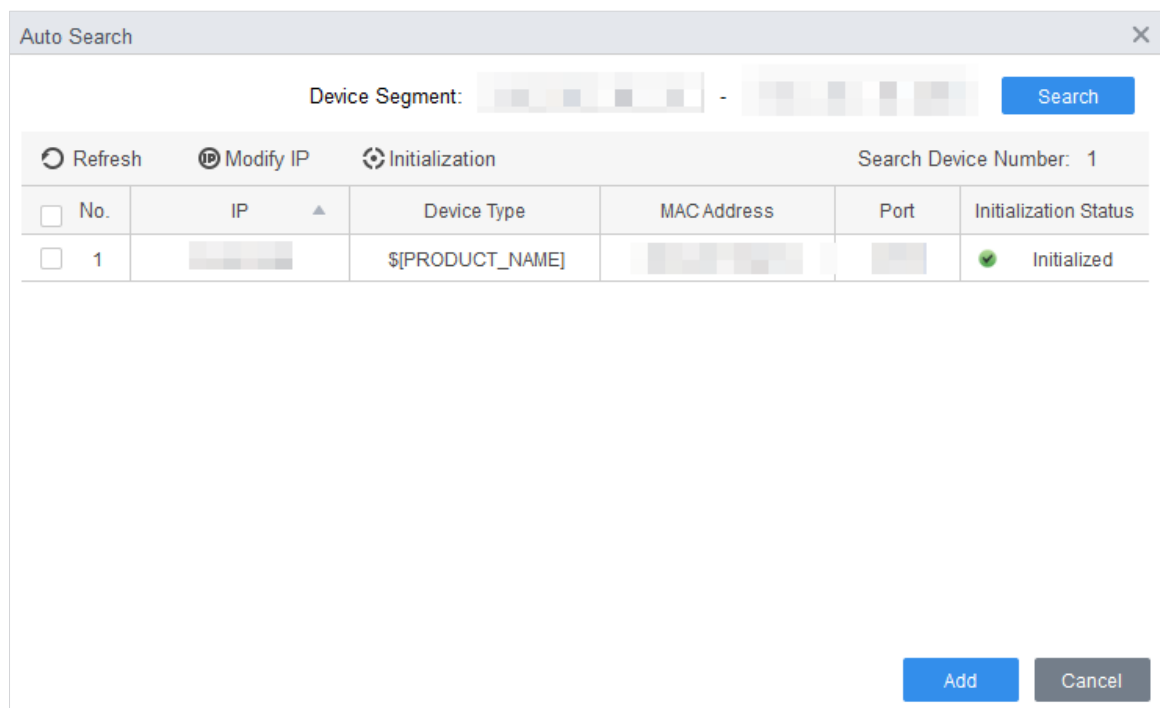 Auto Search
Device Segment: - Search
Refresh Modify IP Initialization Search Device Number: 1
No. IP Device Type MAC Address Port Initialization Status
1 $[PRODUCT_NAME] Initialized
Add Cancel